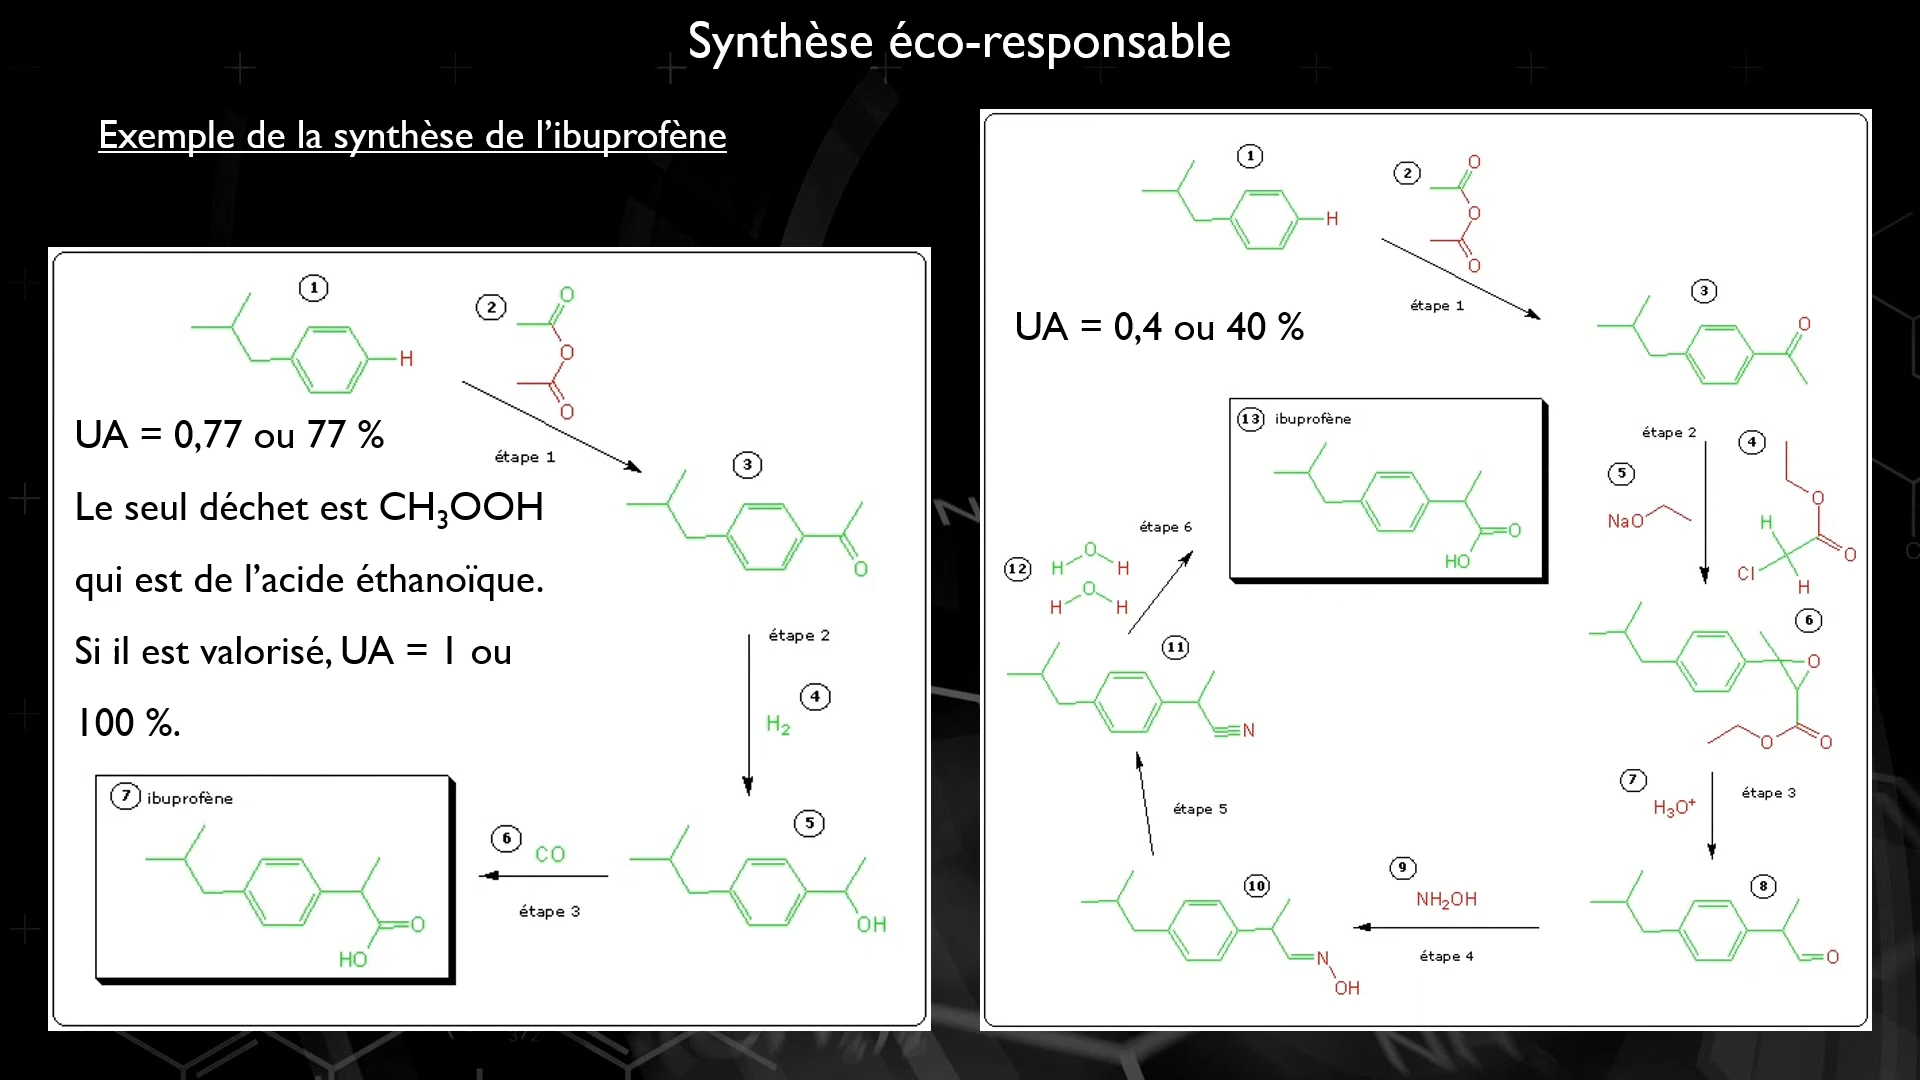 Synthèse éco-responsable
Exemple de la synthèse de l'ibuprofène
1
2
O
O
O
H
étape 1
UA = 0,77 ou 77 %
Le seul déchet est CH₃OOH
qui est de l'acide éthanoïque.
Si il est valorisé, UA = 1 ou
100 %.
3
O
étape 2
4
H₂
5
OH
6
CO
étape 3
7 ibuprofène
O
HO
1
H
2
O
O
O
étape 1
UA = 0,4 ou 40 %
3
O
étape 2
4
5
NaO
O
H
O
Cl
H
6
O
O
O
7
H₃O⁺
étape 3
8
O
9
NH₂OH
étape 4
10
N
OH
étape 5
11
N
12
H O H
H O H
étape 6
13 ibuprofène
O
HO